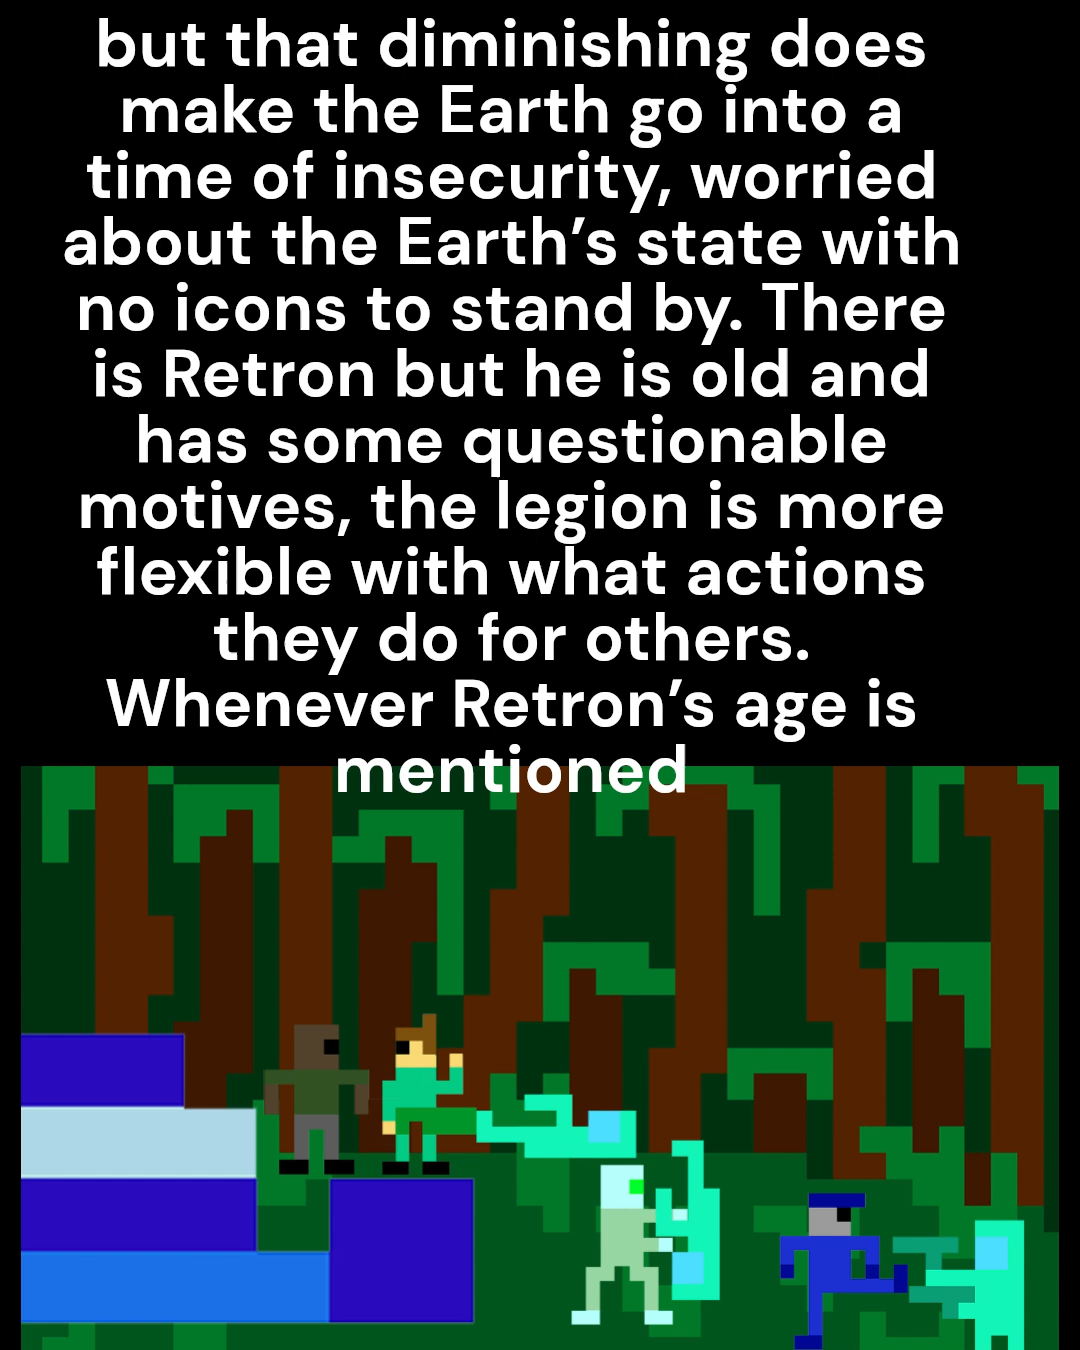 but that diminishing does
make the Earth go into a
time of insecurity, worried
about the Earth’s state with
no icons to stand by. There
is Retron but he is old and
has some questionable
motives, the legion is more
flexible with what actions
they do for others.
Whenever Retron’s age is
mentioned